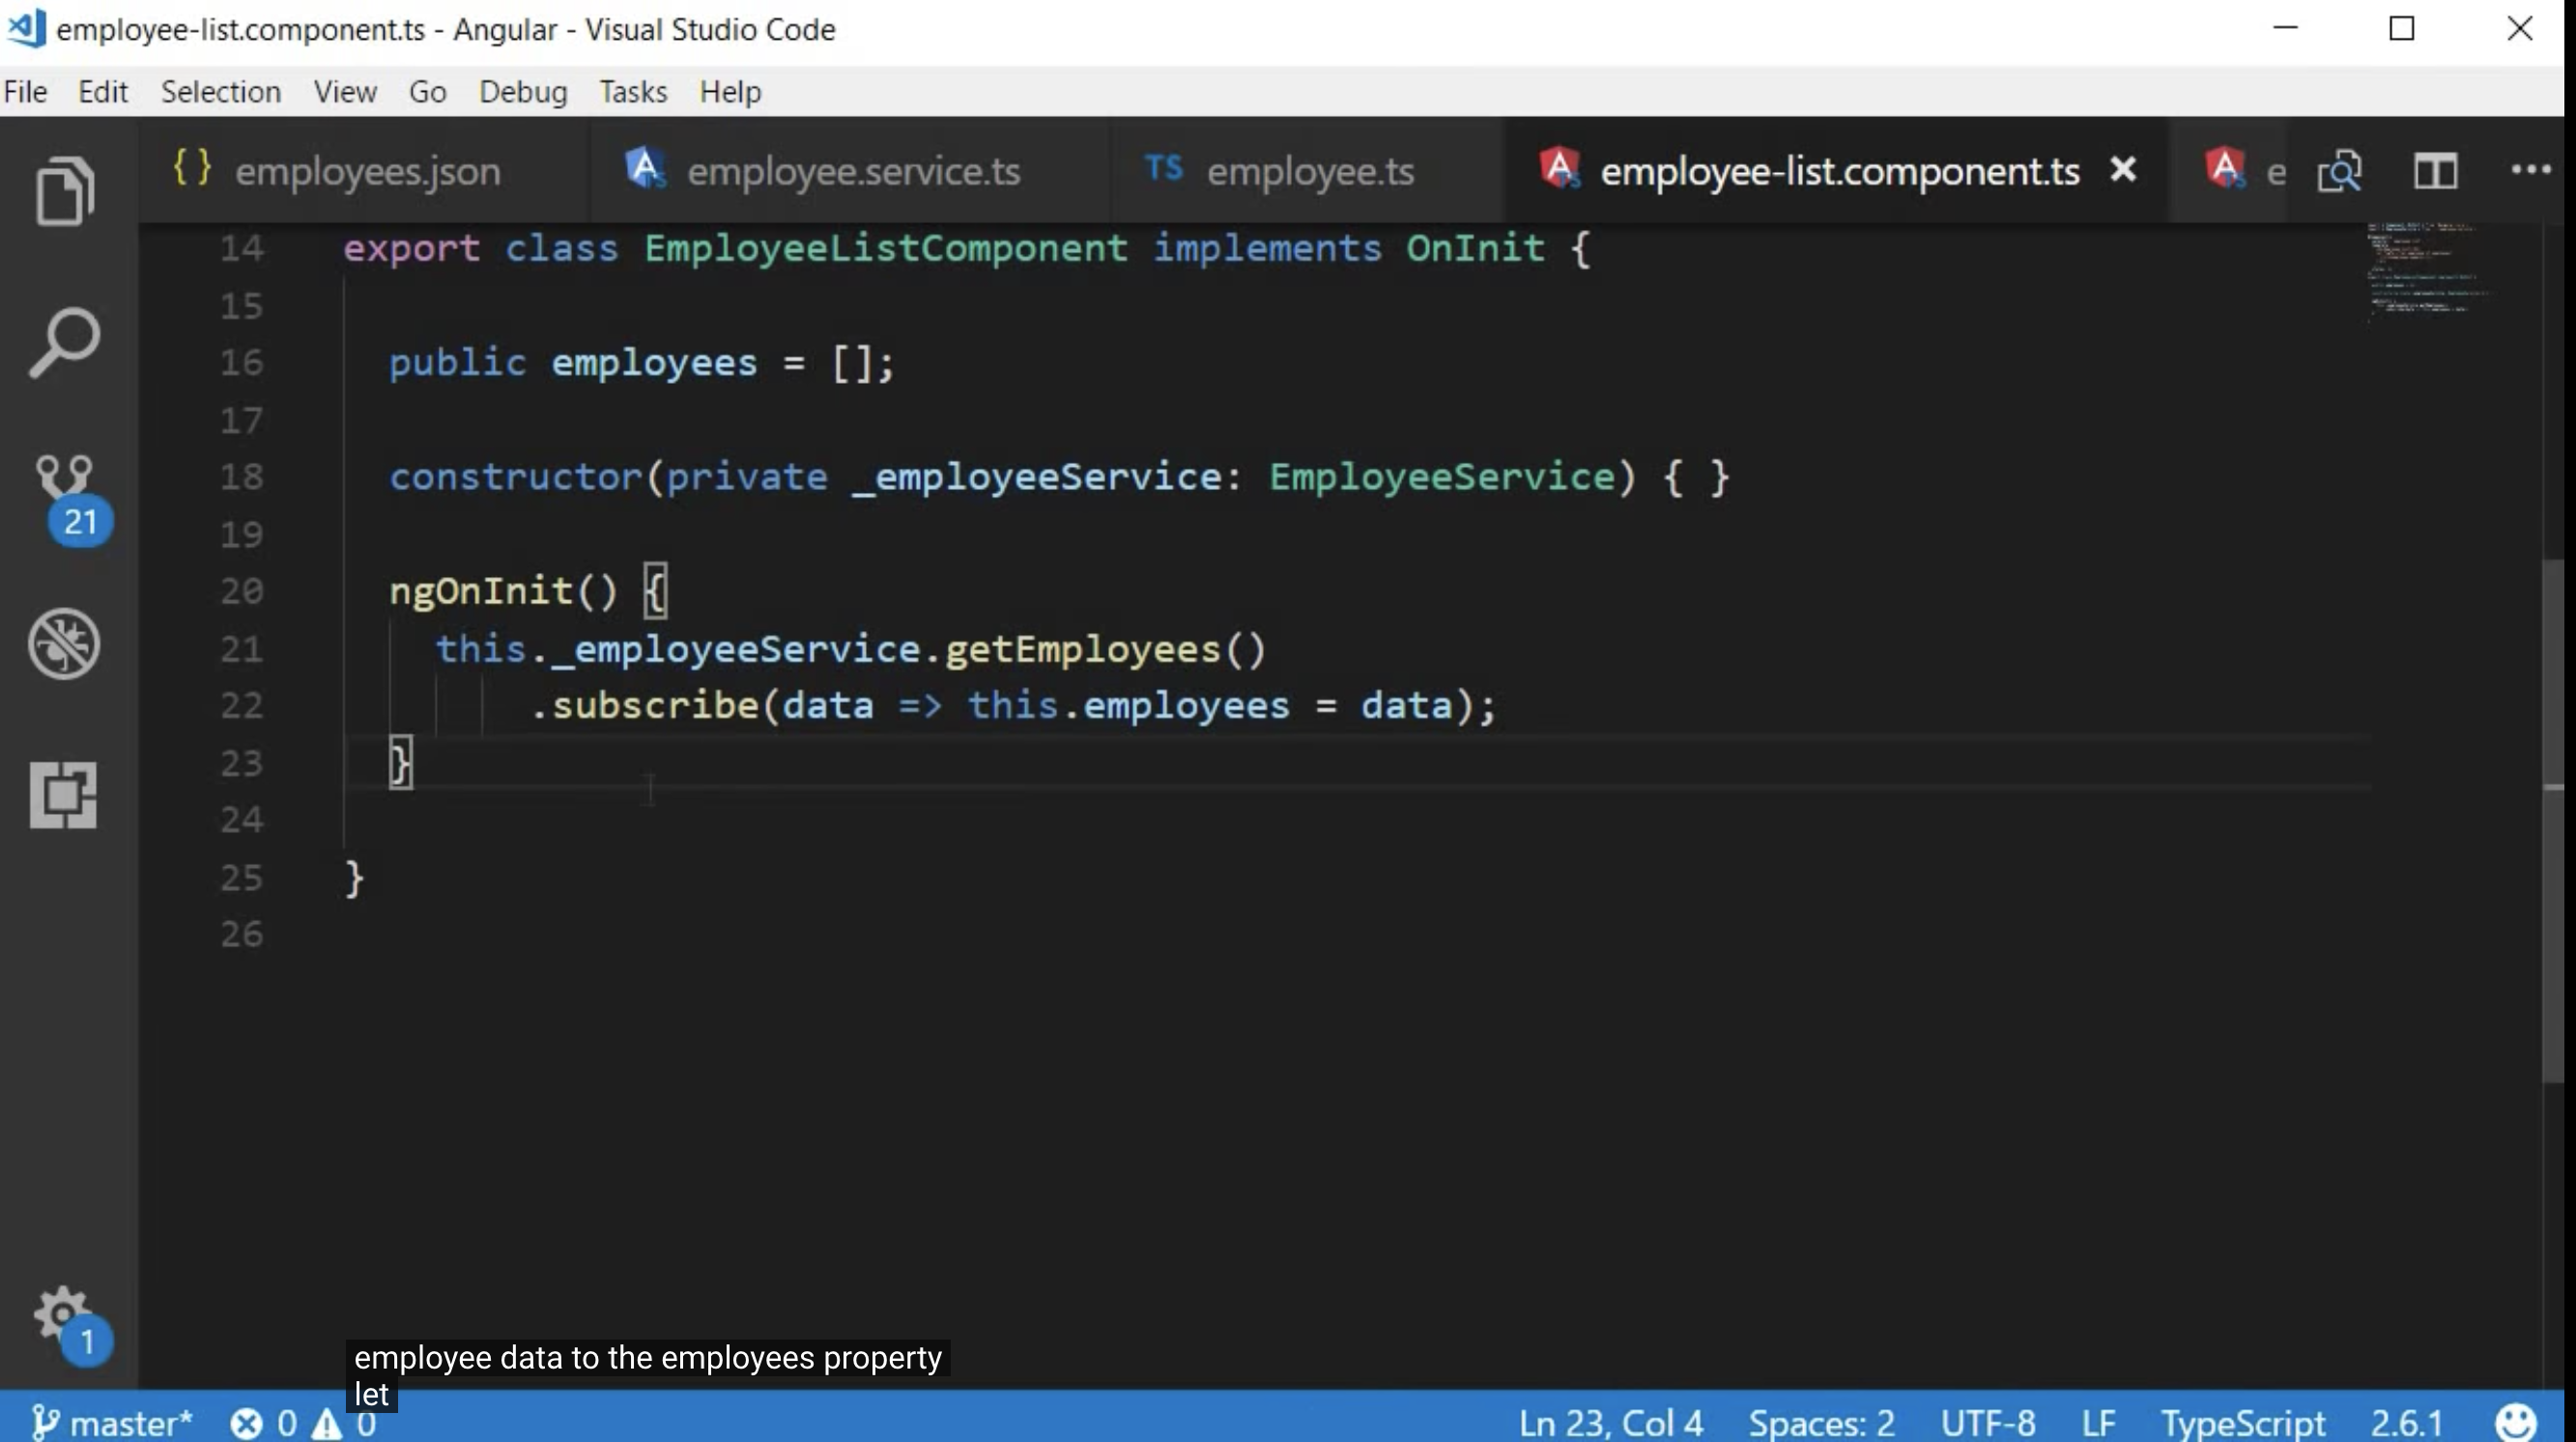 employee-list.component.ts - Angular - Visual Studio Code
File Edit Selection View Go Debug Tasks Help
{ } employees.json employee.service.ts TS employee.ts employee-list.component.ts e
14 export class EmployeeListComponent implements OnInit {
15
16 public employees = [];
17
18 constructor(private _employeeService: EmployeeService) { }
19
20 ngOnInit() {
21 this._employeeService.getEmployees()
22 .subscribe(data => this.employees = data);
23 }
24
25 }
26
21
1
employee data to the employees property
let
master* 0 0 Ln 23, Col 4 Spaces: 2 UTF-8 LF TypeScript 2.6.1